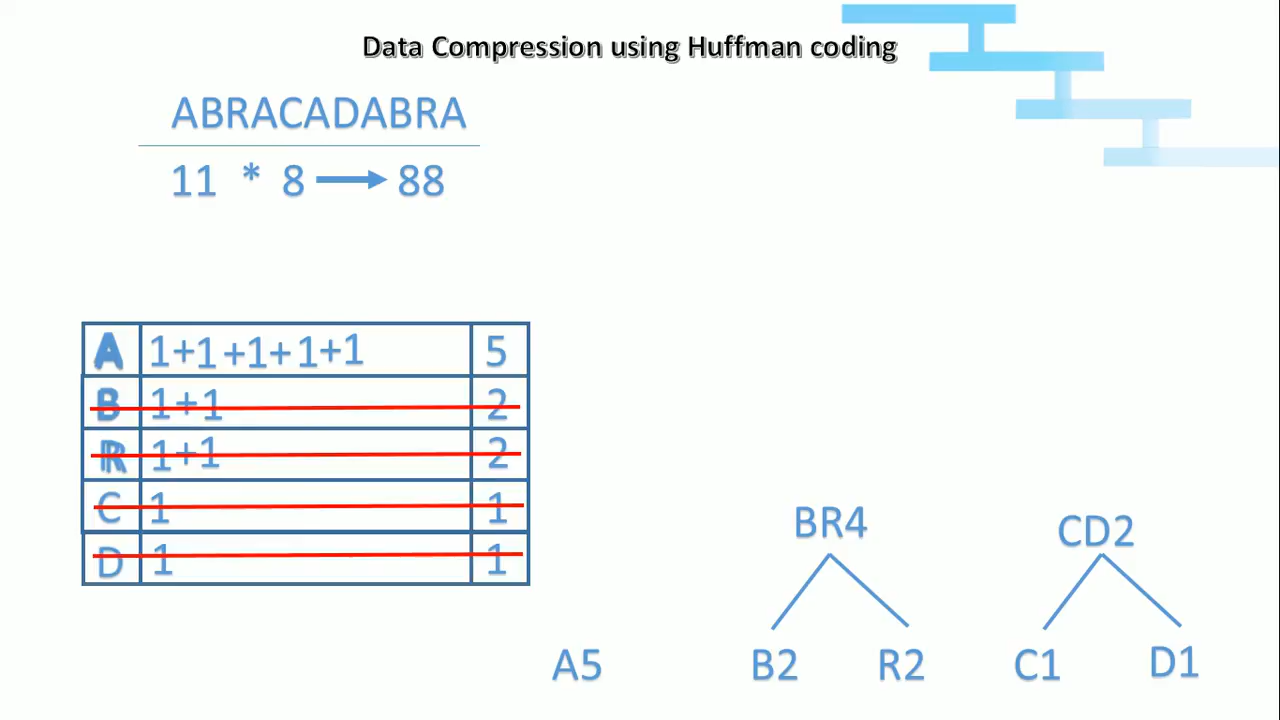 Data Compression using Huffman coding
ABRACADABRA
11 * 8 → 88
A 1+1+1+1+1 5
B 1+1 2
R 1+1 2
C 1 1
D 1 1
BR4 CD2
A5 B2 R2 C1 D1